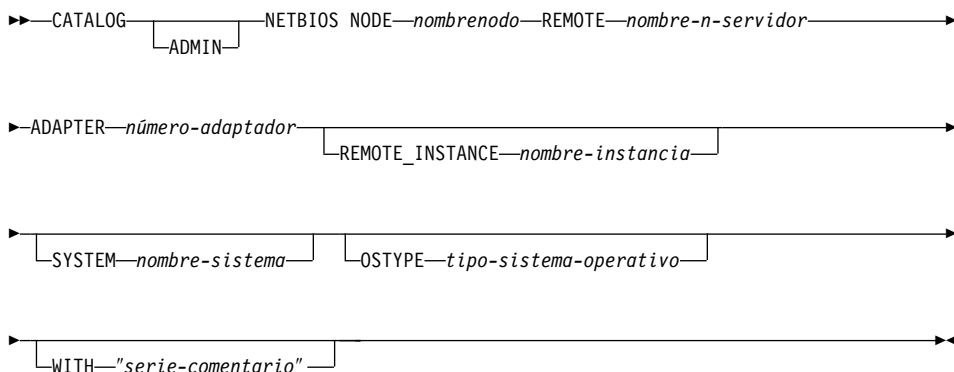 CATALOG NETBIOS NODE nombrenodo REMOTE nombre-n-servidor
ADMIN
ADAPTER número-adaptador
REMOTE_INSTANCE nombre-instancia
SYSTEM nombre-sistema OSTYPE tipo-sistema-operativo
WITH "serie-comentario"